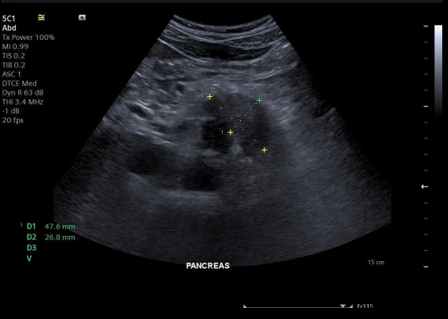 5C1
Abd
Tx Power 100%
MI 0.99
TIS 0.2
TIB 0.2
ASC 1
DTCE Med
Dyn R 63 dB
THI 3.4 MHz
-1 dB
20 fps
D1 47.6 mm
D2 26.8 mm
D3
V
PANCREAS
15 cm
Fr115